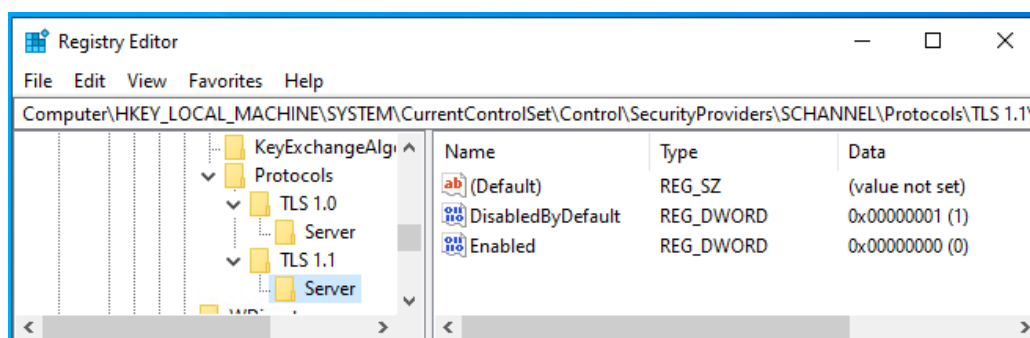 Registry Editor
File Edit View Favorites Help
Computer\HKEY_LOCAL_MACHINE\SYSTEM\CurrentControlSet\Control\SecurityProviders\SCHANNEL\Protocols\TLS 1.1\
KeyExchangeAlg
Protocols
TLS 1.0
Server
TLS 1.1
Server
Name Type Data
ab (Default) REG_SZ (value not set)
DisabledByDefault REG_DWORD 0x00000001 (1)
Enabled REG_DWORD 0x00000000 (0)